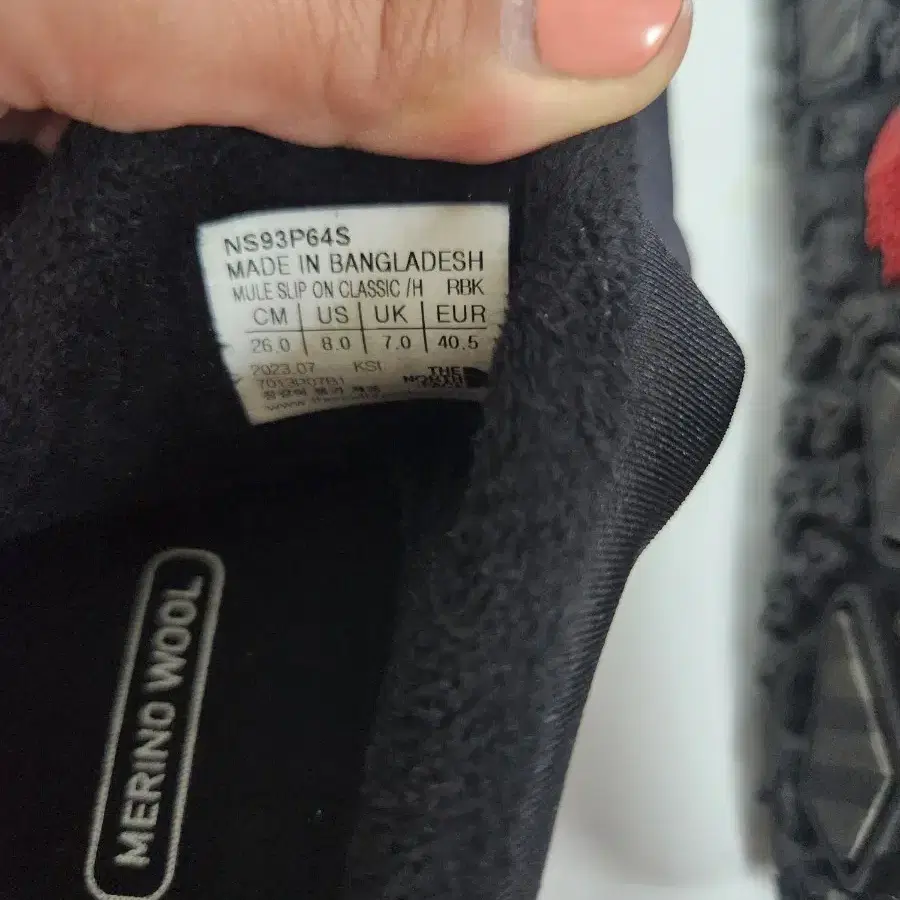 NS93P64S
MADE IN BANGLADESH
MULE SLIP ON CLASSIC /H RBK
CM US UK EUR
26.0 8.0 7.0 40.5
2023.07 KSI
THE
NORTH
FACE
MERINO WOOL